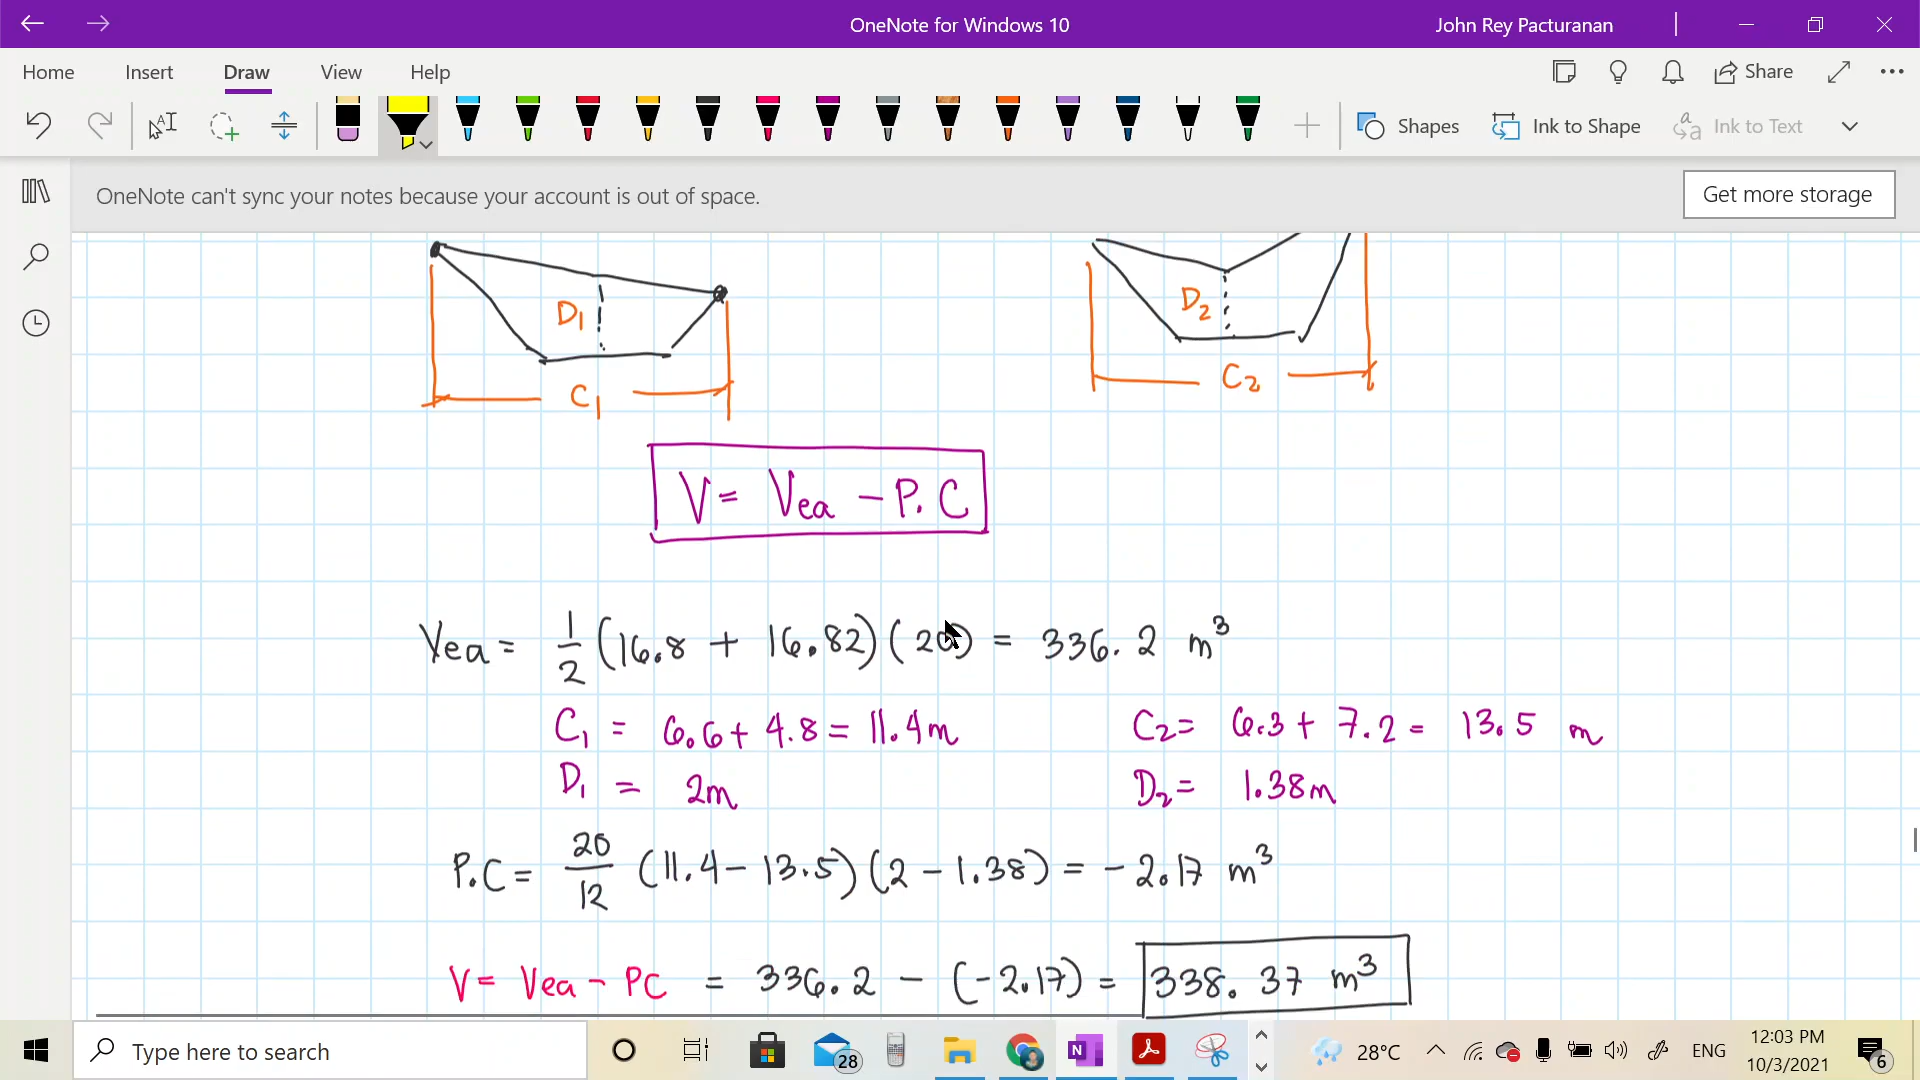 OneNote for Windows 10
John Rey Pacturanan
Home Insert Draw View Help
Share
Shapes Ink to Shape Ink to Text
OneNote can't sync your notes because your account is out of space.
Get more storage
D1
C1
D2
C2
V = Vea - P.C
Vea = 1/2 (16.8 + 16.82)(20) = 336.2 m³
C1 = 6.6 + 4.8 = 11.4m
C2 = 6.3 + 7.2 = 13.5 m
D1 = 2m
D2 = 1.38m
P.C = 20/12 (11.4 - 13.5)(2 - 1.38) = -2.17 m³
V = Vea - PC = 336.2 - (-2.17) = 338.37 m³
Type here to search
28
28°C
ENG
12:03 PM
10/3/2021
6